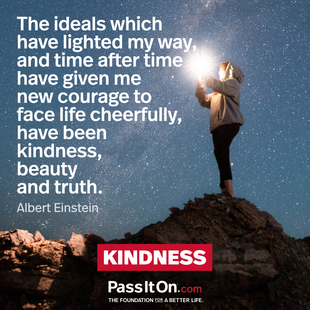 The ideals which
have lighted my way,
and time after time
have given me
new courage to
face life cheerfully,
have been
kindness,
beauty
and truth.
Albert Einstein
KINDNESS
PassItOn.com
THE FOUNDATION FOR A BETTER LIFE.